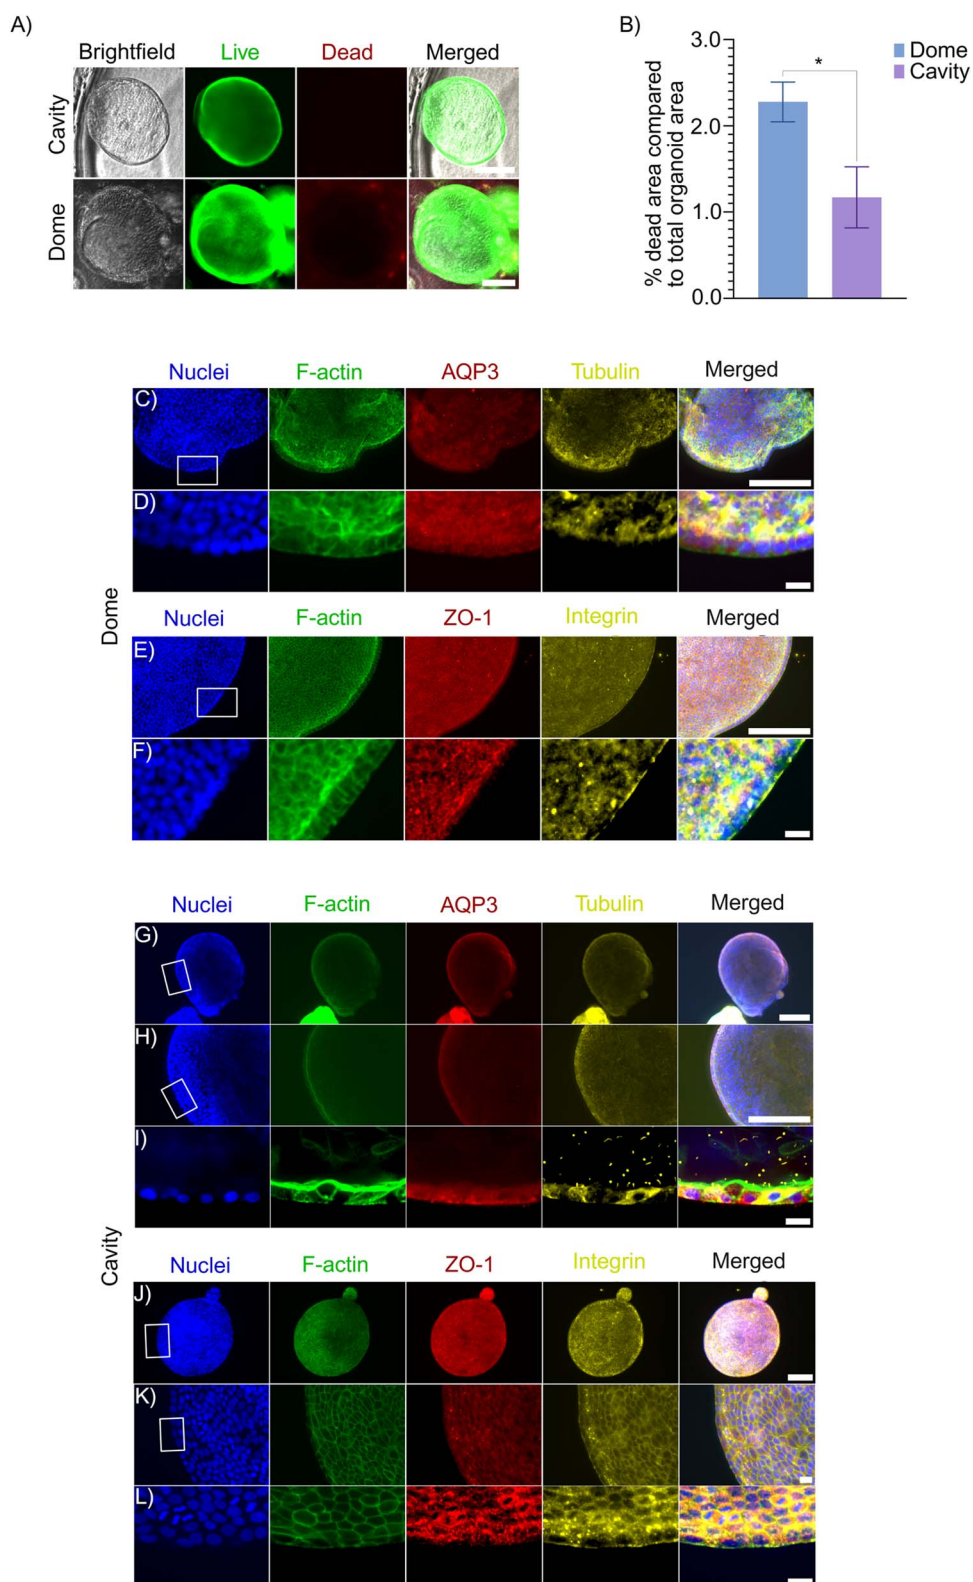 A)
Brightfield Live Dead Merged
Cavity
Dome
B)
% dead area compared
to total organoid area
3.0
2.0
1.0
0.0
*
Dome
Cavity
Dome
Nuclei F-actin AQP3 Tubulin Merged
C)
D)
Nuclei F-actin ZO-1 Integrin Merged
E)
F)
Cavity
Nuclei F-actin AQP3 Tubulin Merged
G)
H)
I)
Nuclei F-actin ZO-1 Integrin Merged
J)
K)
L)